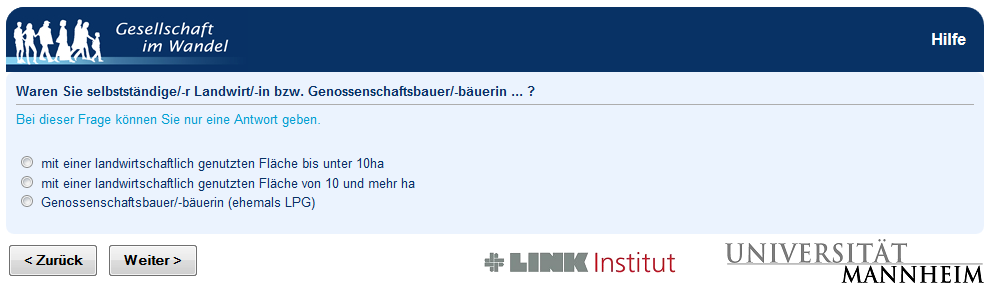 Gesellschaft
im Wandel
Hilfe
Waren Sie selbstständige/-r Landwirt/-in bzw. Genossenschaftsbauer/-bäuerin ... ?
Bei dieser Frage können Sie nur eine Antwort geben.
mit einer landwirtschaftlich genutzten Fläche bis unter 10ha
mit einer landwirtschaftlich genutzten Fläche von 10 und mehr ha
Genossenschaftsbauer/-bäuerin (ehemals LPG)
< Zurück
Weiter >
LINK Institut
UNIVERSITÄT
MANNHEIM